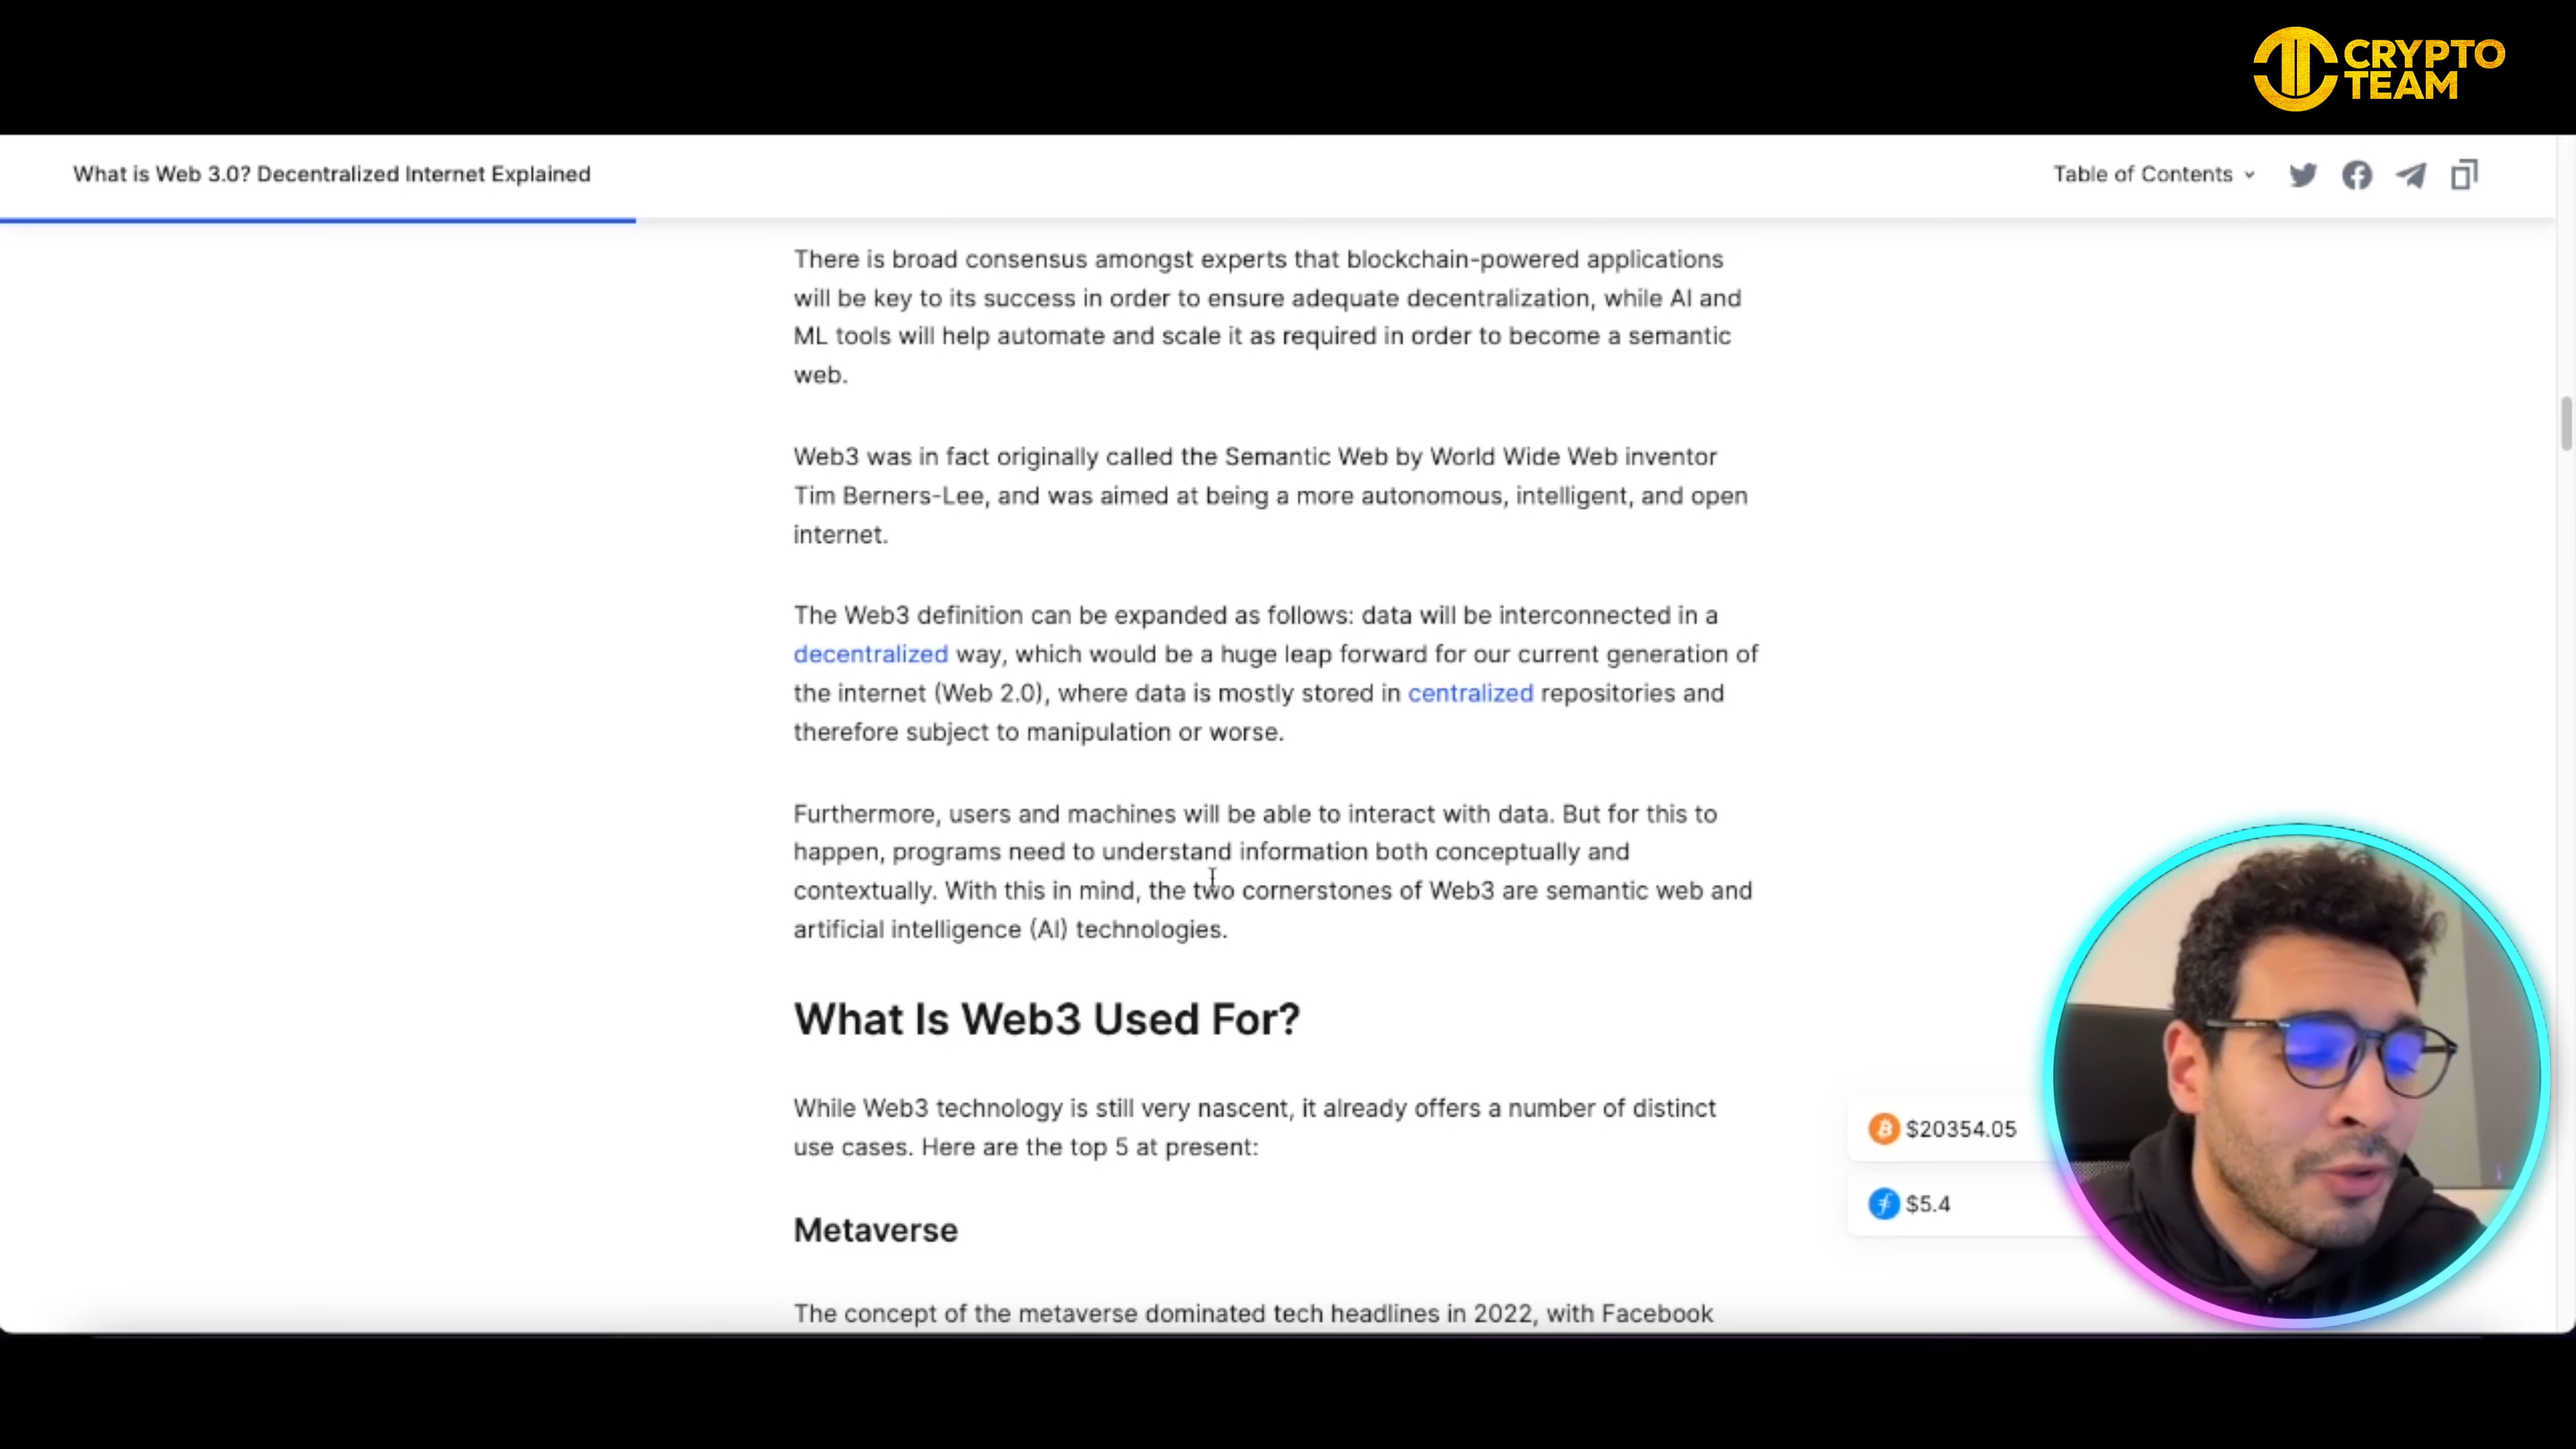 CRYPTO
TEAM
What is Web 3.0? Decentralized Internet Explained
Table of Contents
There is broad consensus amongst experts that blockchain-powered applications
will be key to its success in order to ensure adequate decentralization, while AI and
ML tools will help automate and scale it as required in order to become a semantic
web.
Web3 was in fact originally called the Semantic Web by World Wide Web inventor
Tim Berners-Lee, and was aimed at being a more autonomous, intelligent, and open
internet.
The Web3 definition can be expanded as follows: data will be interconnected in a
decentralized way, which would be a huge leap forward for our current generation of
the internet (Web 2.0), where data is mostly stored in centralized repositories and
therefore subject to manipulation or worse.
Furthermore, users and machines will be able to interact with data. But for this to
happen, programs need to understand information both conceptually and
contextually. With this in mind, the two cornerstones of Web3 are semantic web and
artificial intelligence (AI) technologies.
What Is Web3 Used For?
While Web3 technology is still very nascent, it already offers a number of distinct
use cases. Here are the top 5 at present:
$20354.05
$5.4
Metaverse
The concept of the metaverse dominated tech headlines in 2022, with Facebook